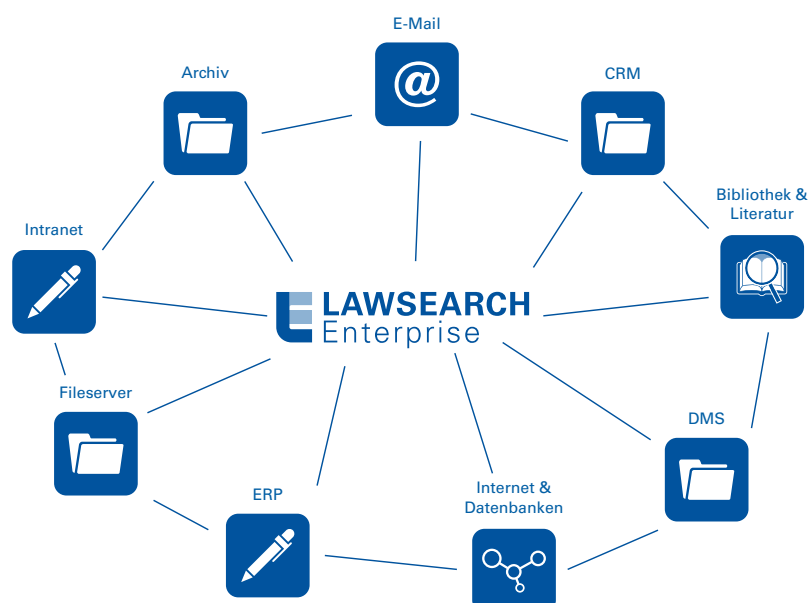 E-Mail
Archiv
CRM
@
Bibliothek &
Literatur
Intranet
LAWSEARCH
Enterprise
Fileserver
DMS
ERP
Internet &
Datenbanken